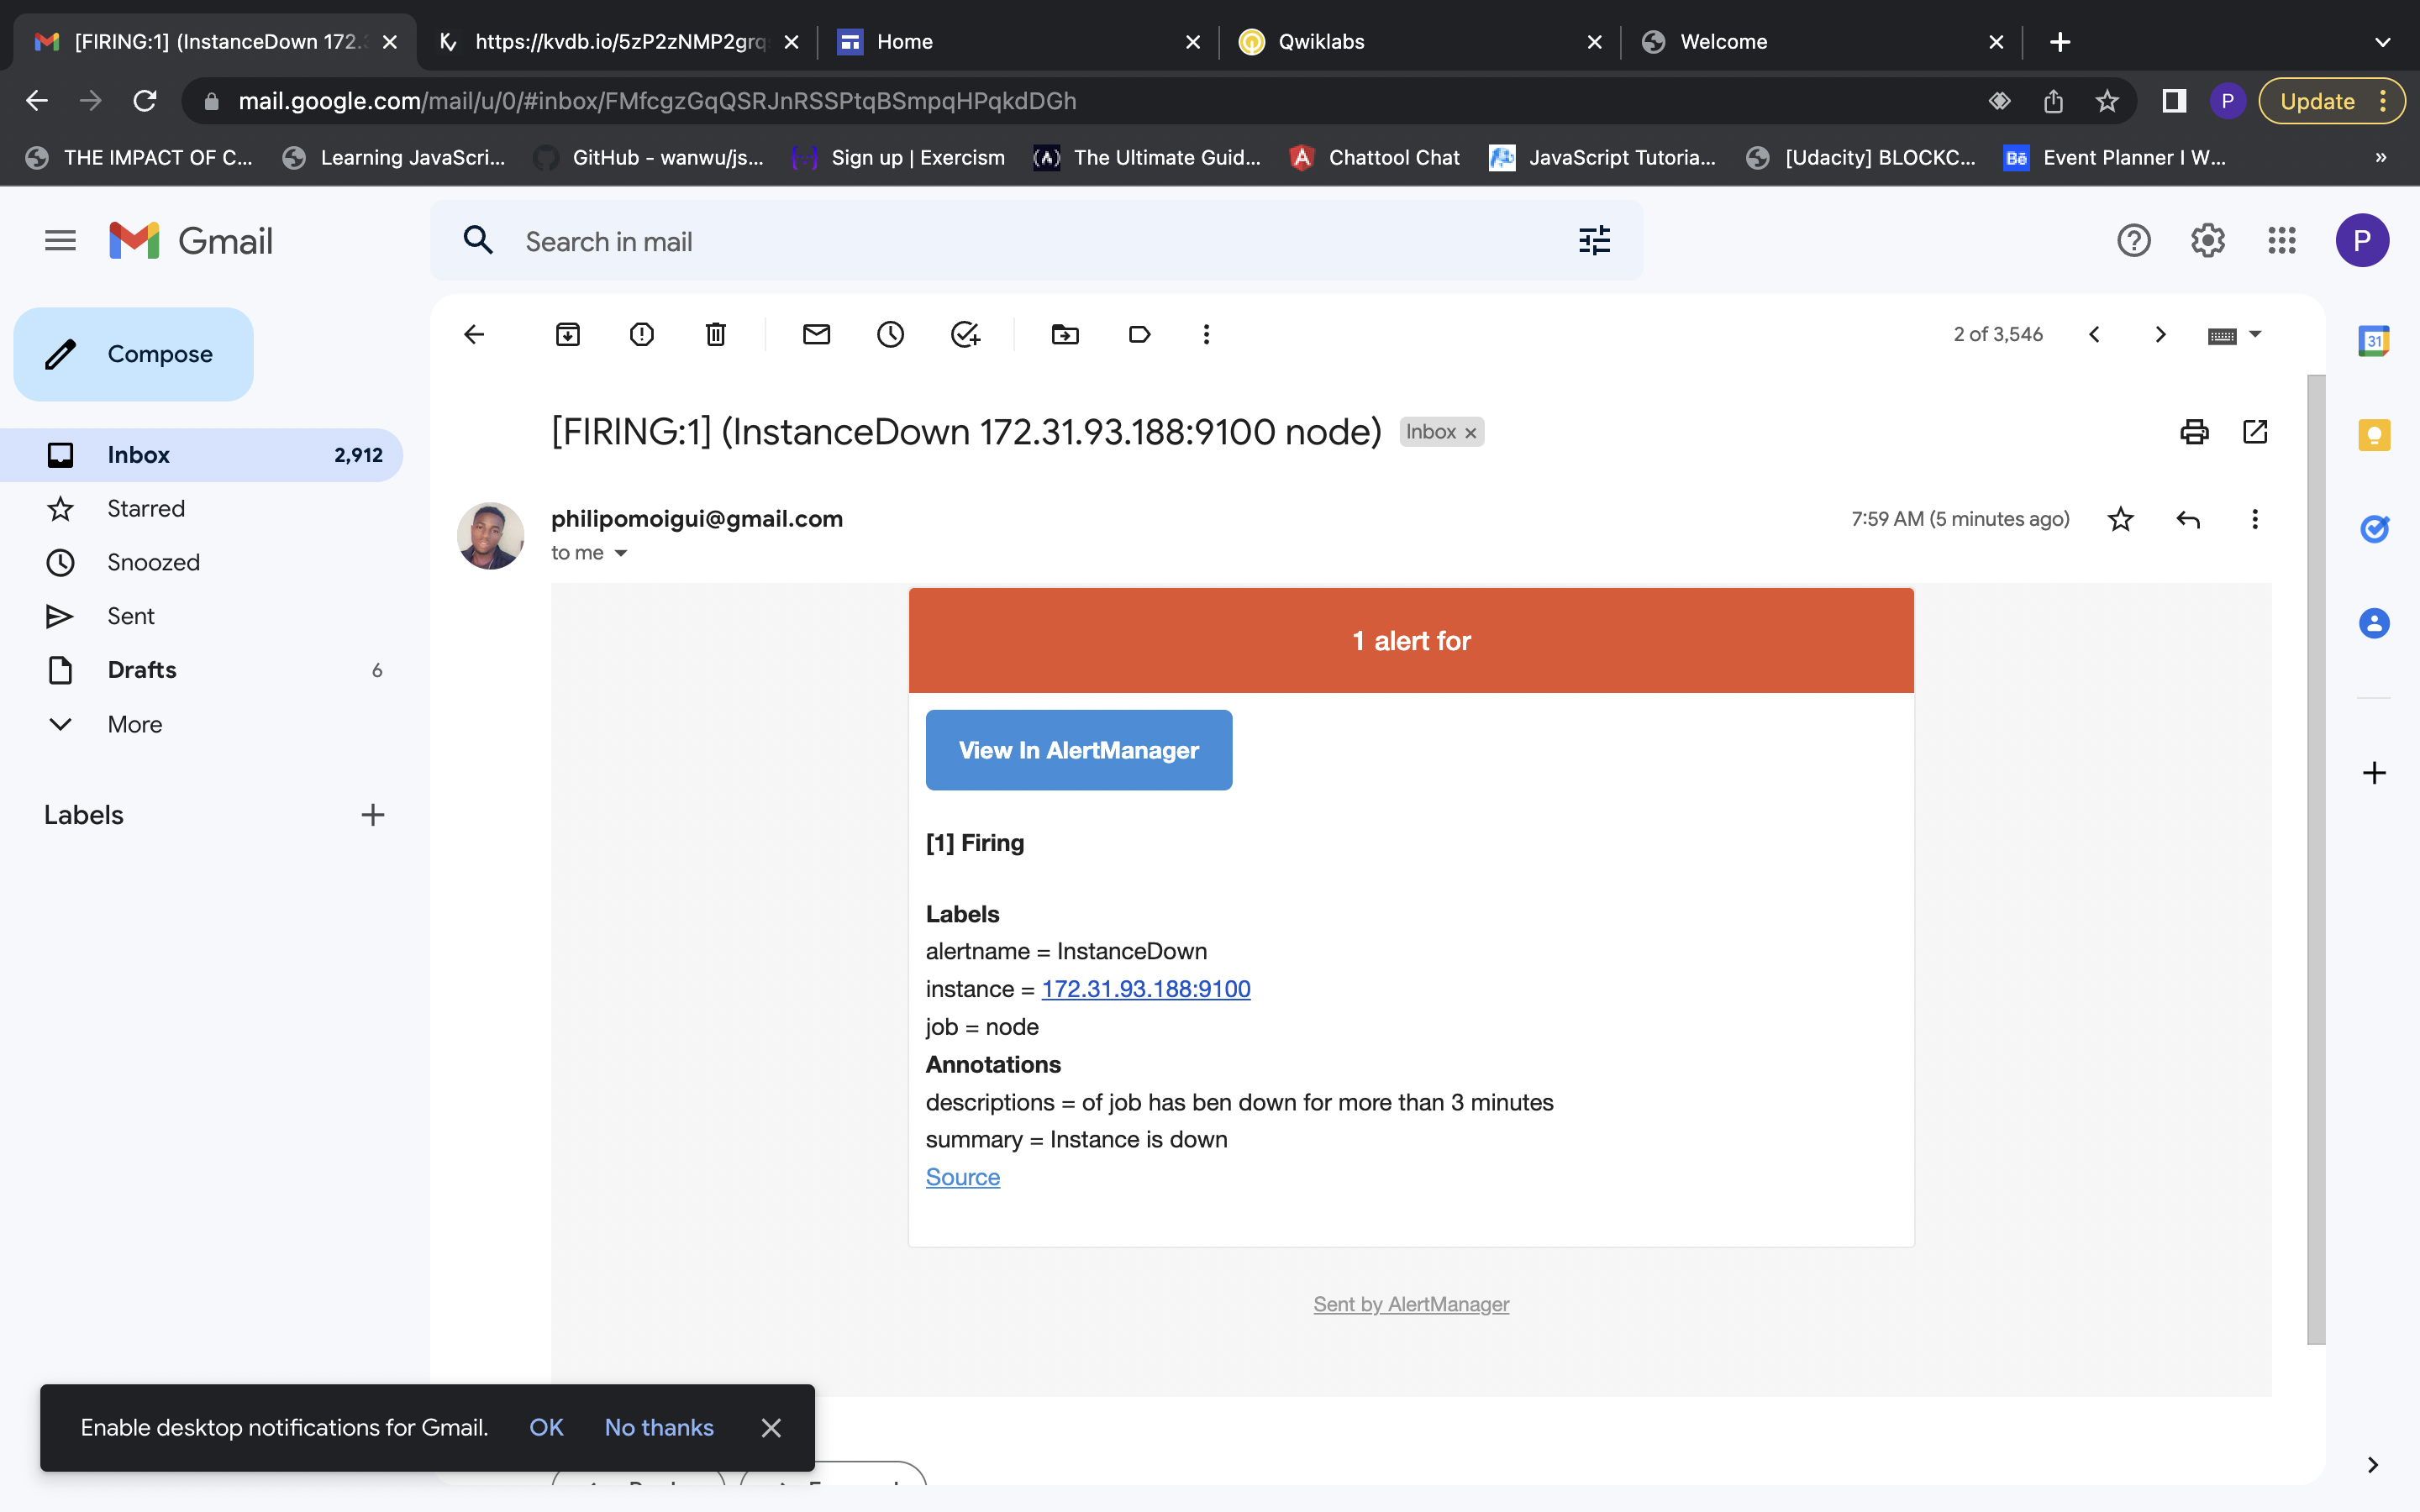 [FIRING:1] (InstanceDown 172.3
https://kvdb.io/5zP2zNMP2grq
Home
Qwiklabs
Welcome
mail.google.com/mail/u/0/#inbox/FMfcgzGqQSRJnRSSPtqBSmpqHPqkdDGh
P
Update
THE IMPACT OF C...
Learning JavaScri...
GitHub - wanwu/js...
Sign up | Exercism
The Ultimate Guid...
Chattool Chat
JavaScript Tutoria...
[Udacity] BLOCKC...
Bē
Event Planner I W...
»
Gmail
Search in mail
P
Compose
2 of 3,546
31
[FIRING:1] (InstanceDown 172.31.93.188:9100 node)
Inbox ×
Inbox 2,912
Starred
Snoozed
Sent
Drafts 6
More
Labels
philipomoigui@gmail.com
7:59 AM (5 minutes ago)
to me
1 alert for
View In AlertManager
[1] Firing
Labels
alertname = InstanceDown
instance = 172.31.93.188:9100
job = node
Annotations
descriptions = of job has ben down for more than 3 minutes
summary = Instance is down
Source
Sent by AlertManager
Enable desktop notifications for Gmail. OK No thanks